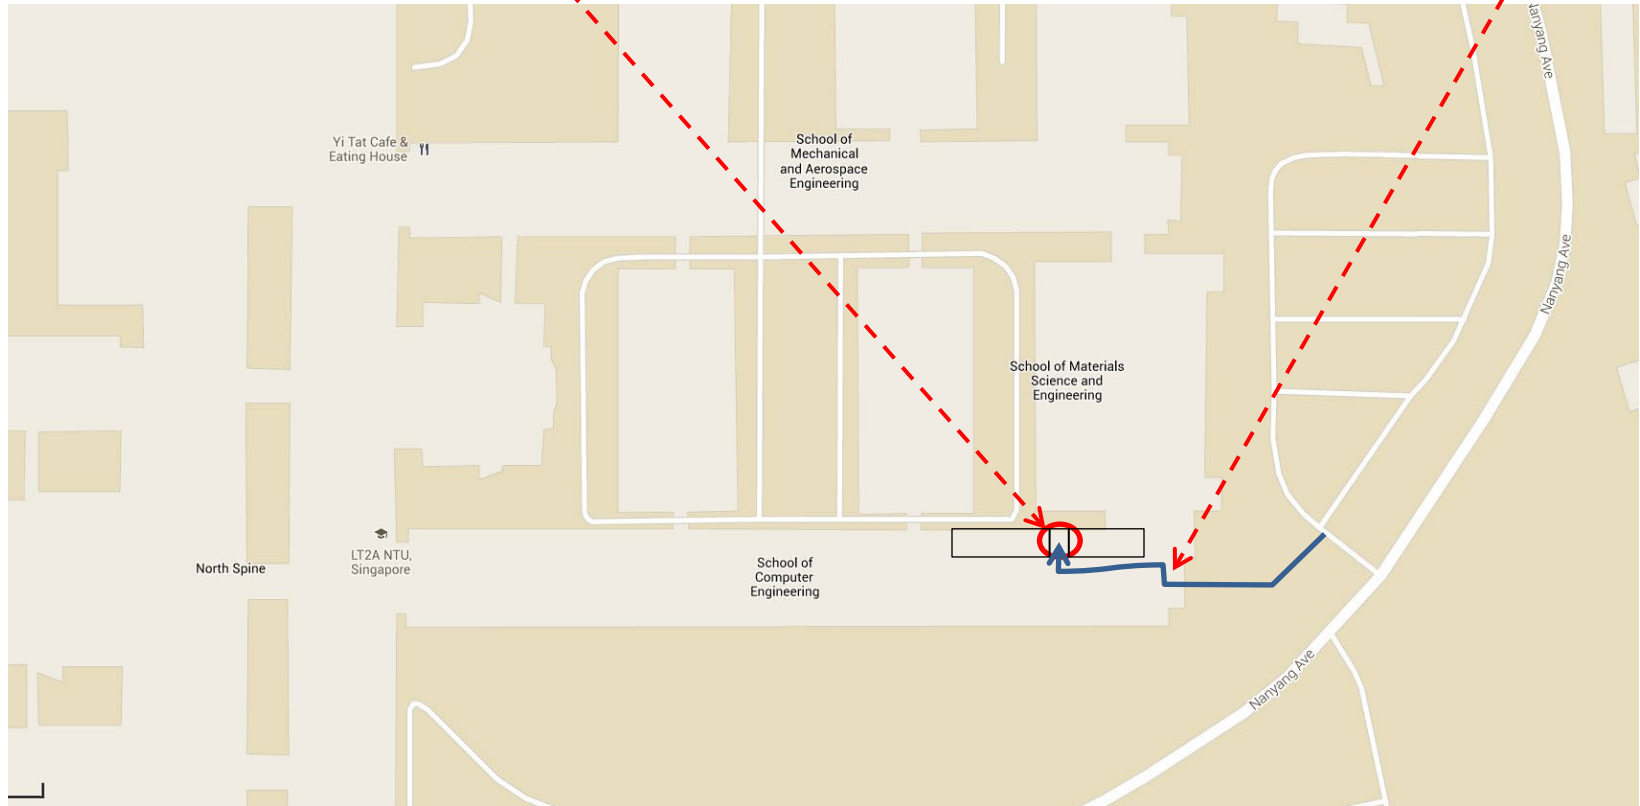 Nanyang Ave
Yi Tat Cafe &
Eating House
School of
Mechanical
and Aerospace
Engineering
Nanyang Ave
School of Materials
Science and
Engineering
LT2A NTU,
Singapore
North Spine
School of
Computer
Engineering
Nanyang Ave